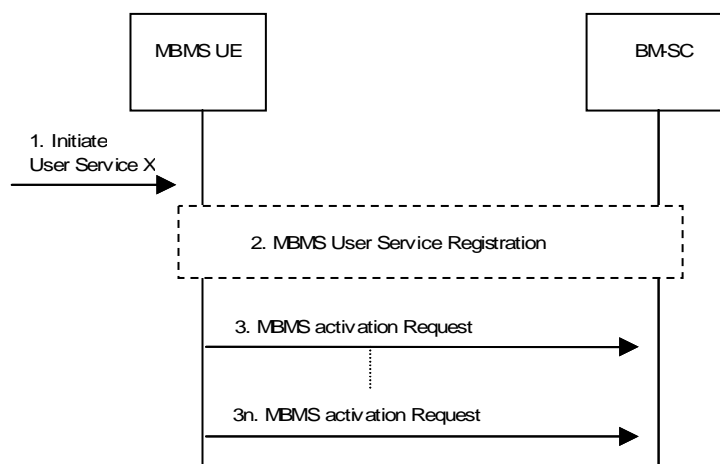 MBMS UE
BM-SC
1. Initiate
User Service X
2. MBMS User Service Registration
3. MBMS activation Request
3n. MBMS activation Request